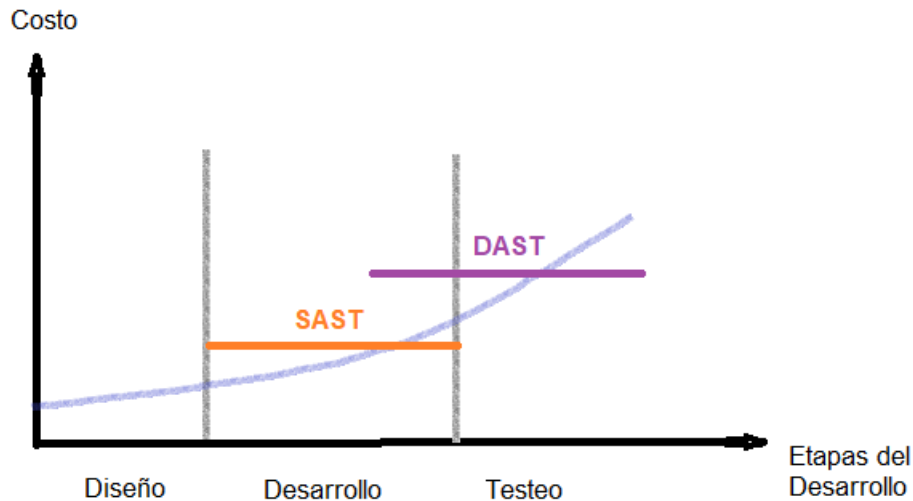 Costo
DAST
SAST
Diseño
Desarrollo
Testeo
Etapas del
Desarrollo